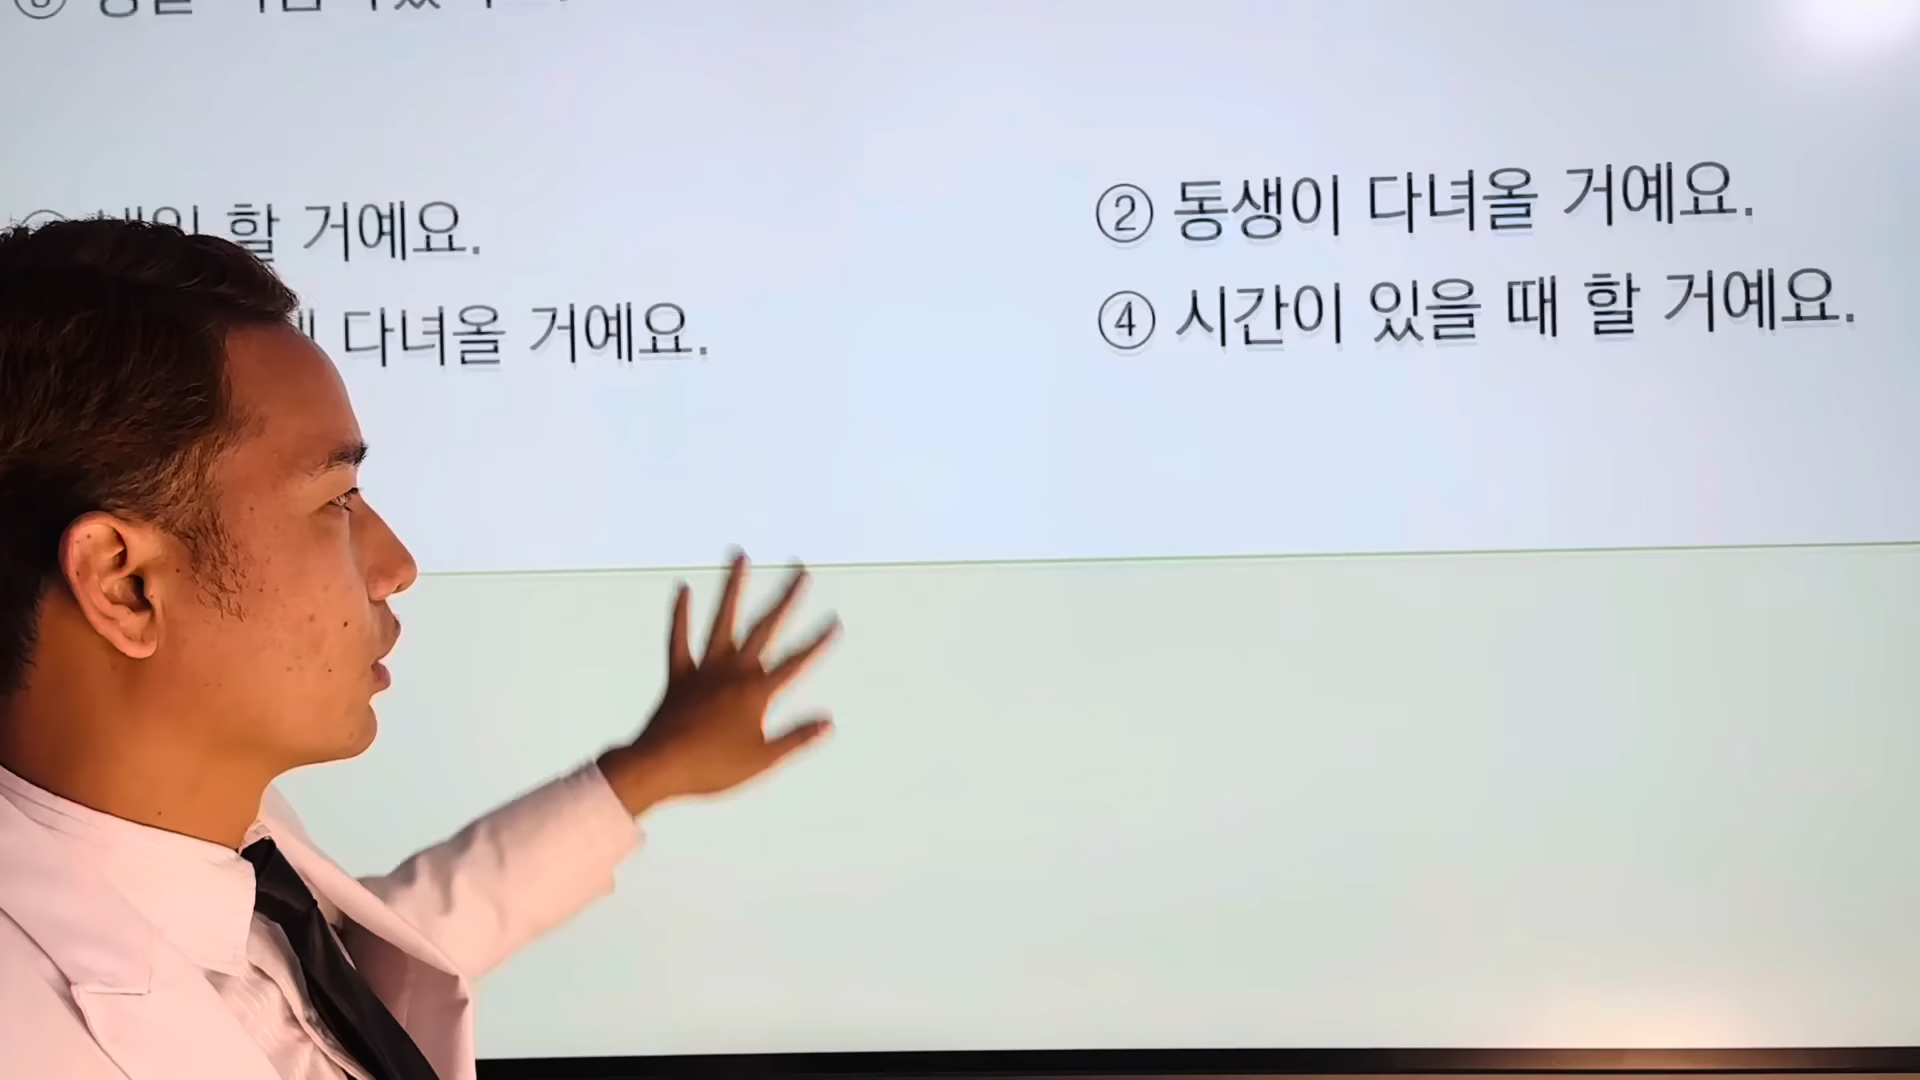 할 거예요.
② 동생이 다녀올 거예요.
다녀올 거예요.
④ 시간이 있을 때 할 거예요.